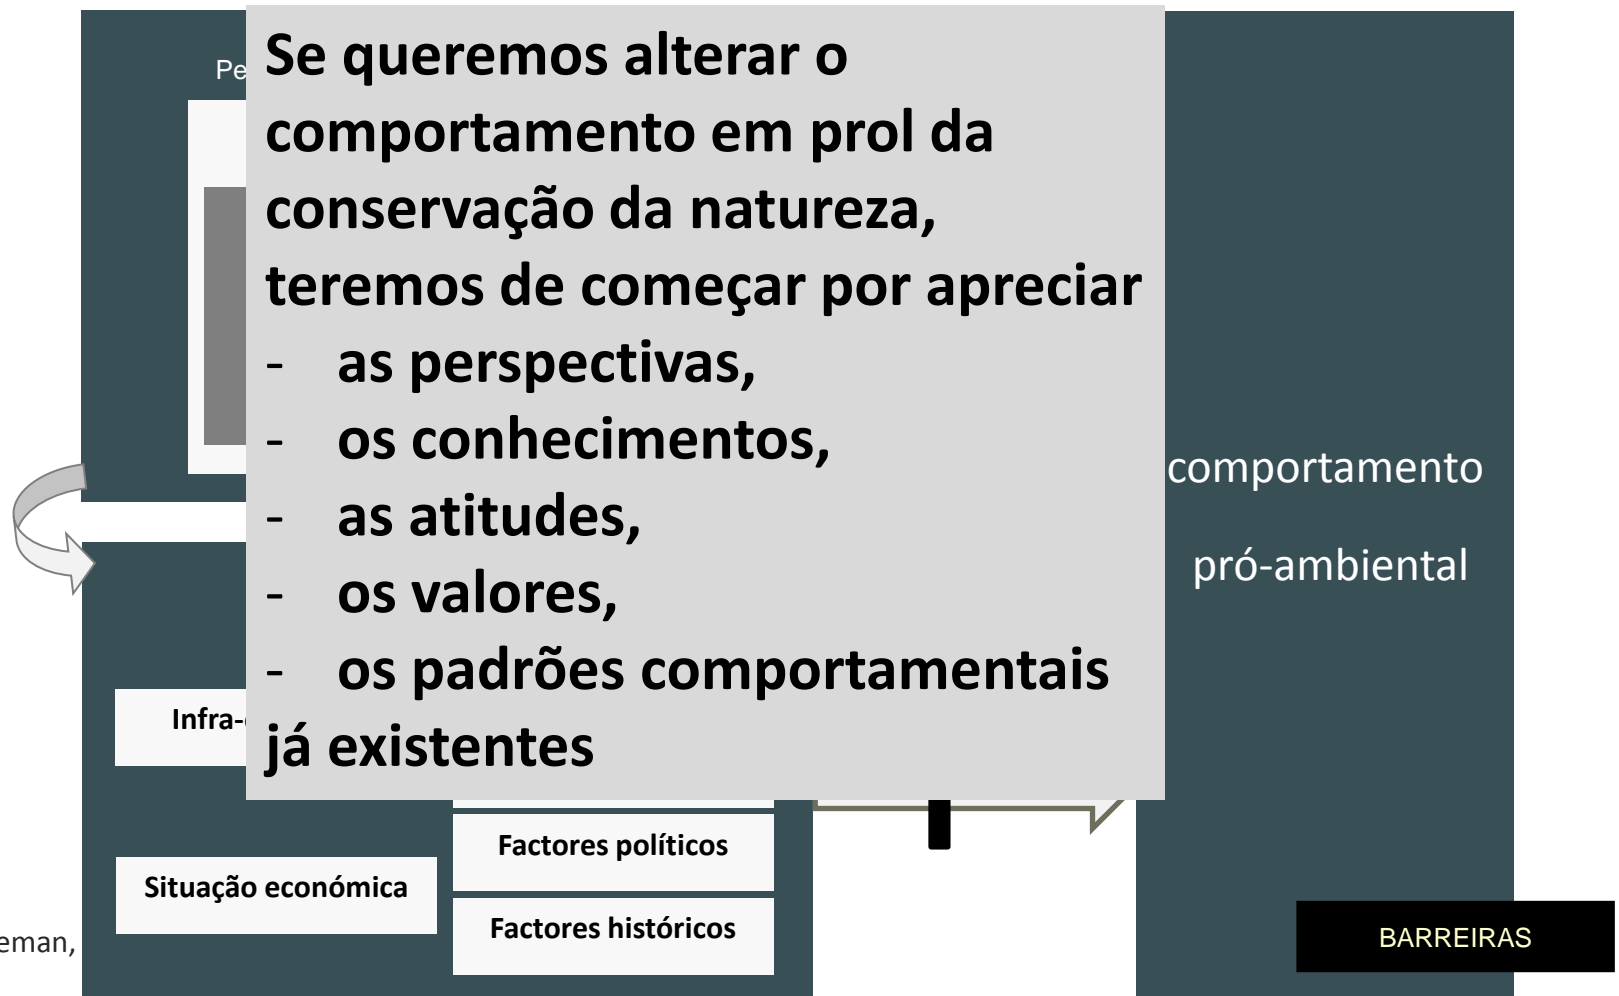 Se queremos alterar o
comportamento em prol da
conservação da natureza,
teremos de começar por apreciar
- as perspectivas,
- os conhecimentos,
- as atitudes,
- os valores,
- os padrões comportamentais
já existentes
comportamento
pró-ambiental
Factores políticos
Situação económica
Factores históricos
BARREIRAS